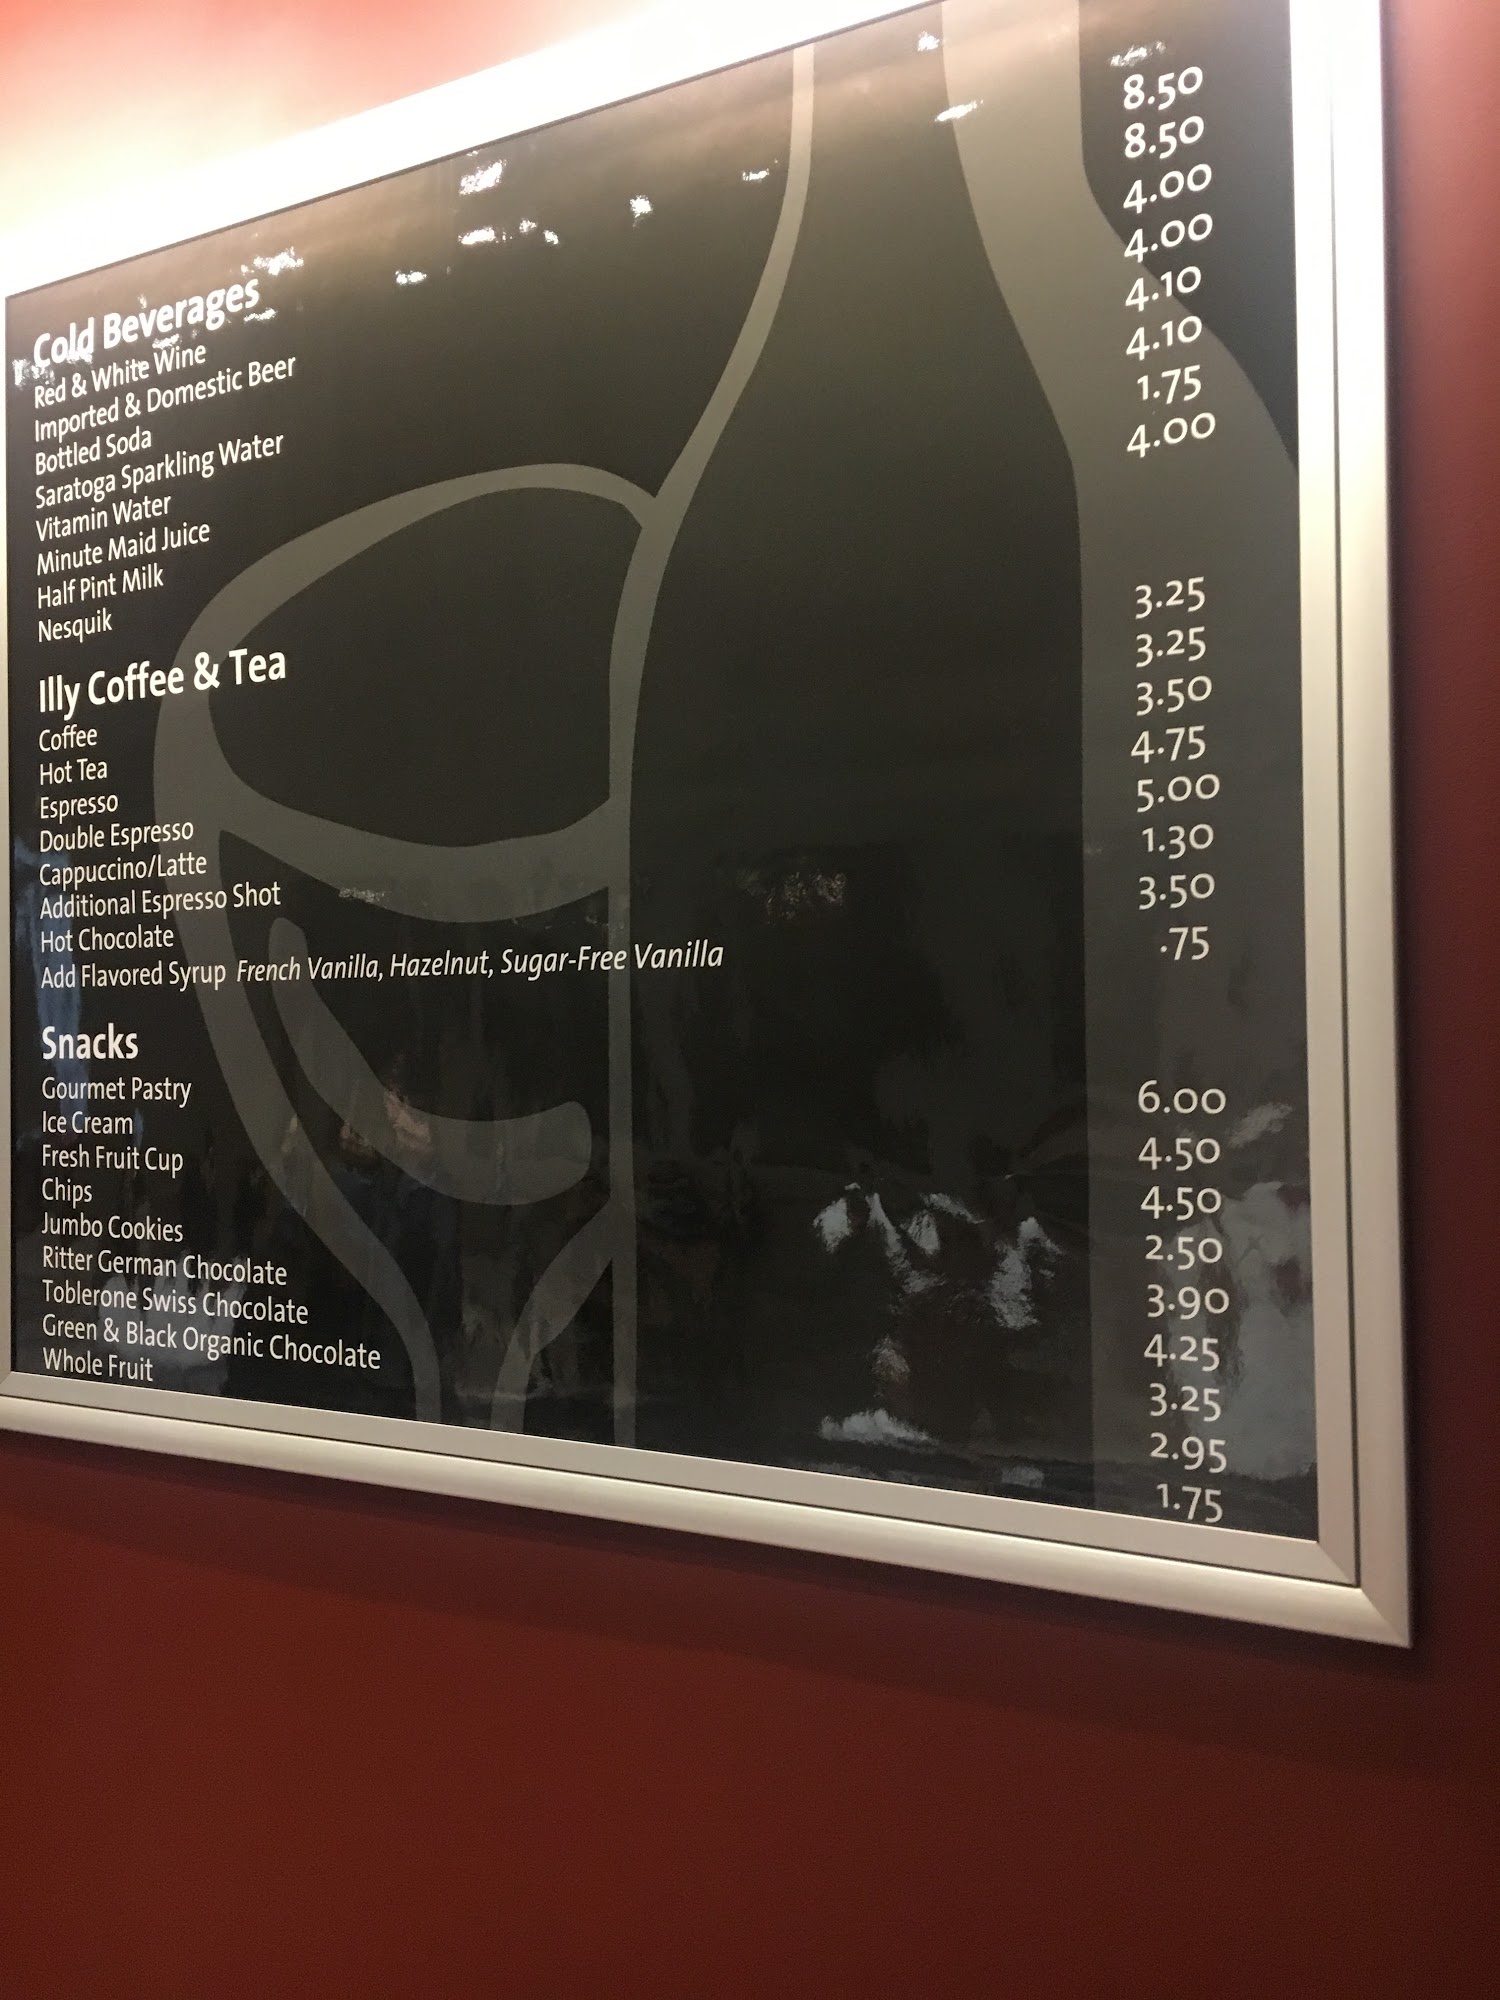 Cold Beverages
Red & White Wine 8.50
Imported & Domestic Beer 8.50
Bottled Soda 4.00
Saratoga Sparkling Water 4.00
Vitamin Water 4.10
Minute Maid Juice 4.10
Half Pint Milk 1.75
Nesquik 4.00
Illy Coffee & Tea
Coffee 3.25
Hot Tea 3.25
Espresso 3.50
Double Espresso 4.75
Cappuccino/Latte 5.00
Additional Espresso Shot 1.30
Hot Chocolate 3.50
Add Flavored Syrup French Vanilla, Hazelnut, Sugar-Free Vanilla .75
Snacks
Gourmet Pastry 6.00
Ice Cream 4.50
Fresh Fruit Cup 4.50
Chips 2.50
Jumbo Cookies 3.90
Ritter German Chocolate 4.25
Toblerone Swiss Chocolate 3.25
Green & Black Organic Chocolate 2.95
Whole Fruit 1.75